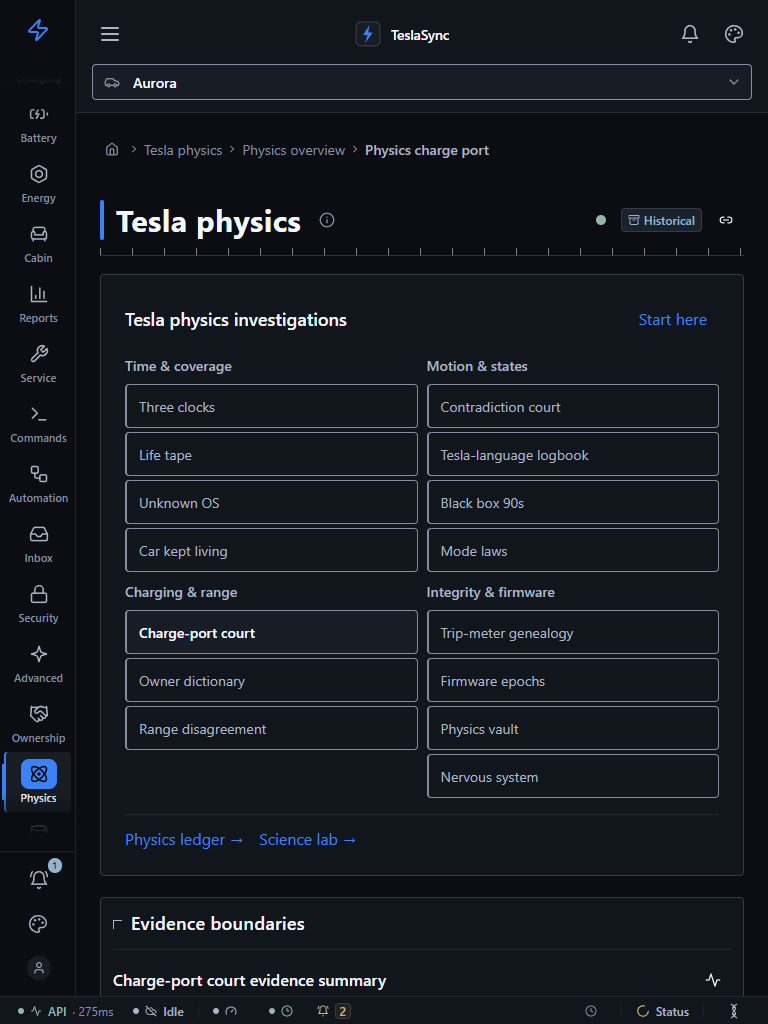 TeslaSync
Aurora
Battery
Energy
Cabin
Reports
Service
Commands
Automation
Inbox
Security
Advanced
Ownership
Physics
1
Tesla physics > Physics overview > Physics charge port
Tesla physics
Historical
Tesla physics investigations
Start here
Time & coverage
Three clocks
Life tape
Unknown OS
Car kept living
Motion & states
Contradiction court
Tesla-language logbook
Black box 90s
Mode laws
Charging & range
Charge-port court
Owner dictionary
Range disagreement
Integrity & firmware
Trip-meter genealogy
Firmware epochs
Physics vault
Nervous system
Physics ledger →
Science lab →
Evidence boundaries
Charge-port court evidence summary
API · 275ms
Idle
2
Status